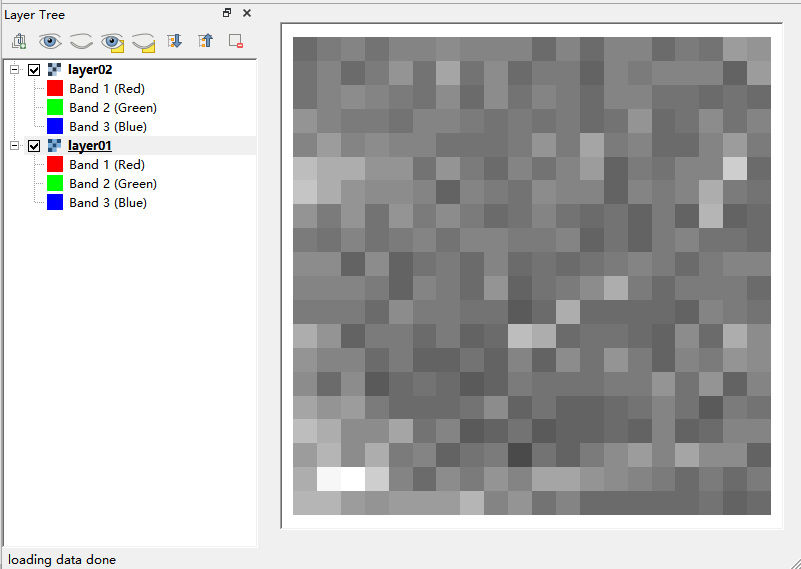 Layer Tree
layer02
Band 1 (Red)
Band 2 (Green)
Band 3 (Blue)
layer01
Band 1 (Red)
Band 2 (Green)
Band 3 (Blue)
loading data done